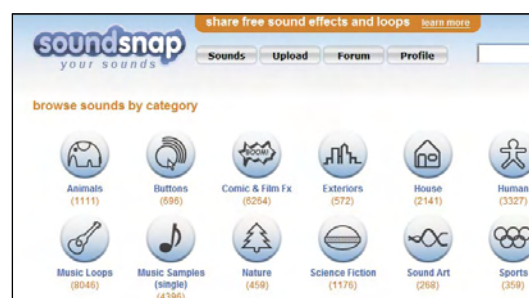 share free sound effects and loops learn more
soundsnap
your sounds
Sounds Upload Forum Profile
browse sounds by category
BOOM!
Animals Buttons Comic & Film Fx Exteriors House Human
(1111) (696) (6264) (572) (2141) (3327)
Music Loops Music Samples Nature Science Fiction Sound Art Sports
(8046) (single) (459) (1176) (268) (359)
(4396)